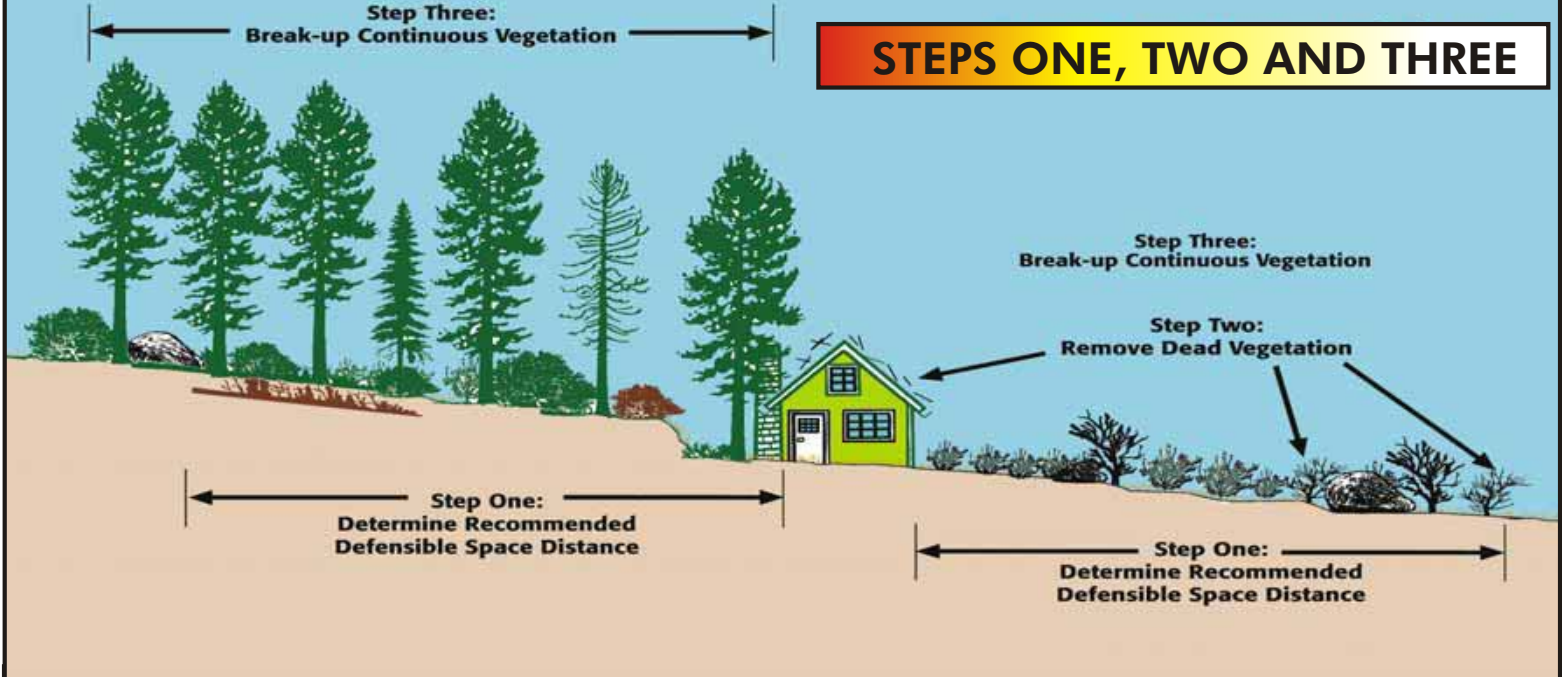 Step Three:
Break-up Continuous Vegetation
STEPS ONE, TWO AND THREE
Step Three:
Break-up Continuous Vegetation
Step Two:
Remove Dead Vegetation
Step One:
Determine Recommended
Defensible Space Distance
Step One:
Determine Recommended
Defensible Space Distance